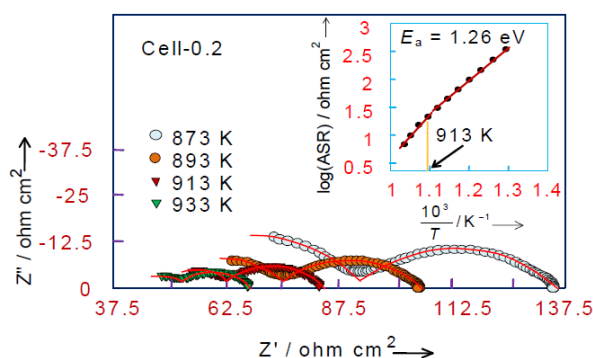 Cell-0.2
873 K
893 K
913 K
933 K
Z'' / ohm cm²
-37.5
-25
-12.5
0
37.5
62.5
87.5
112.5
137.5
Z' / ohm cm²
log(ASR) / ohm cm²
3
2.5
2
1.5
1
0.5
Eₐ = 1.26 eV
913 K
1
1.1
1.2
1.3
1.4
10³/T / K⁻¹